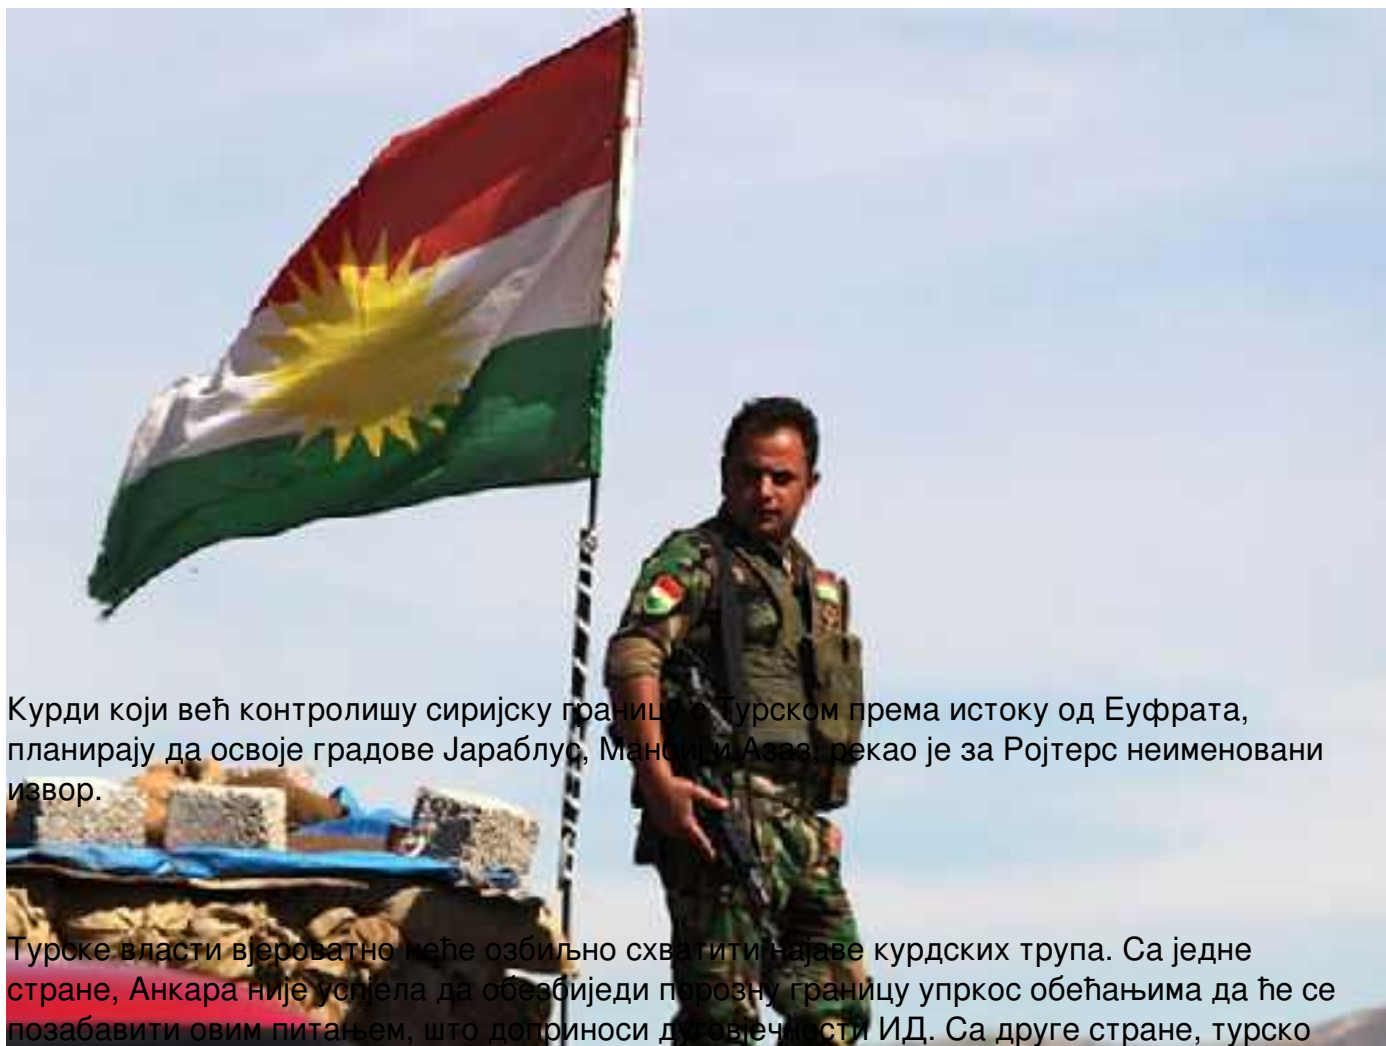 Курди који већ контролишу сиријску границу с Турском према истоку од Еуфрата,
планирају да освоје градове Јараблус, Манбиј и Азаз, рекао је за Ројтерс неименовани
извор.
Турске власти вјероватно неће озбиљно схватити најаве курдских трупа. Са једне
стране, Анкара није успјела да обезбиједи порозну границу упркос обећањима да ће се
позабавити овим питањем, што доприноси дуговјечности ИД. Са друге стране, турско